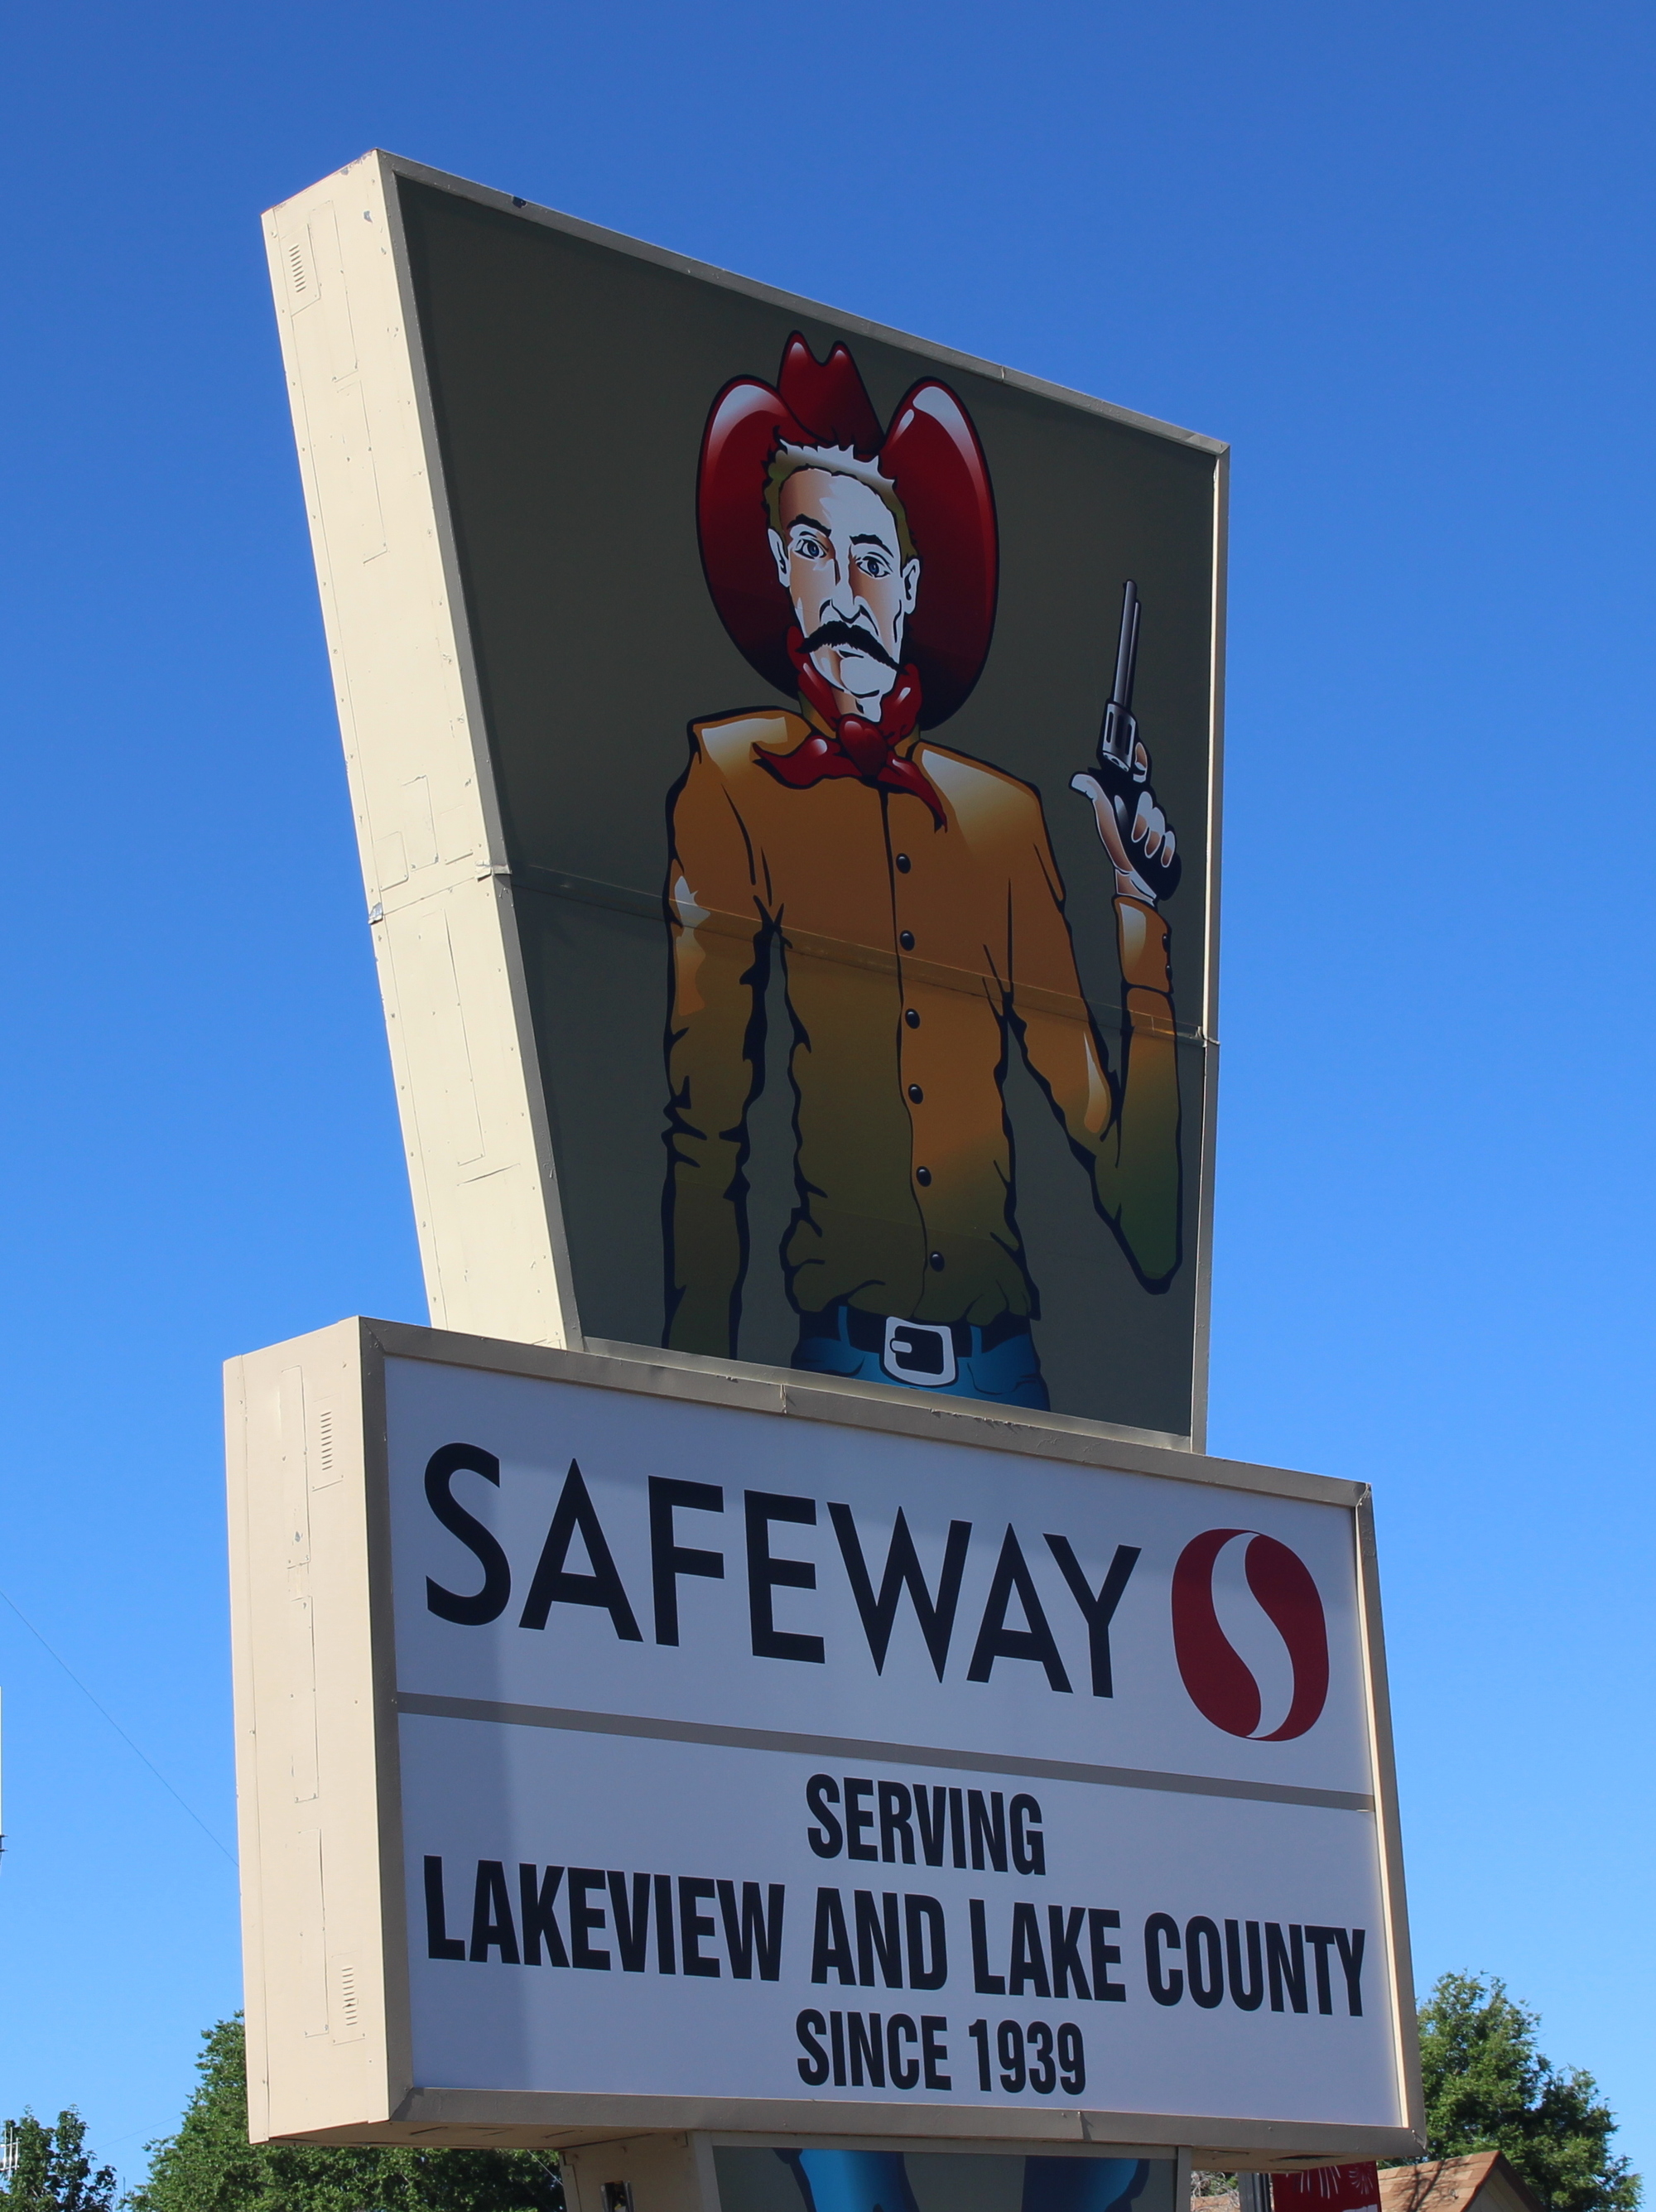 SAFEWAY
SERVING
LAKEVIEW AND LAKE COUNTY
SINCE 1939